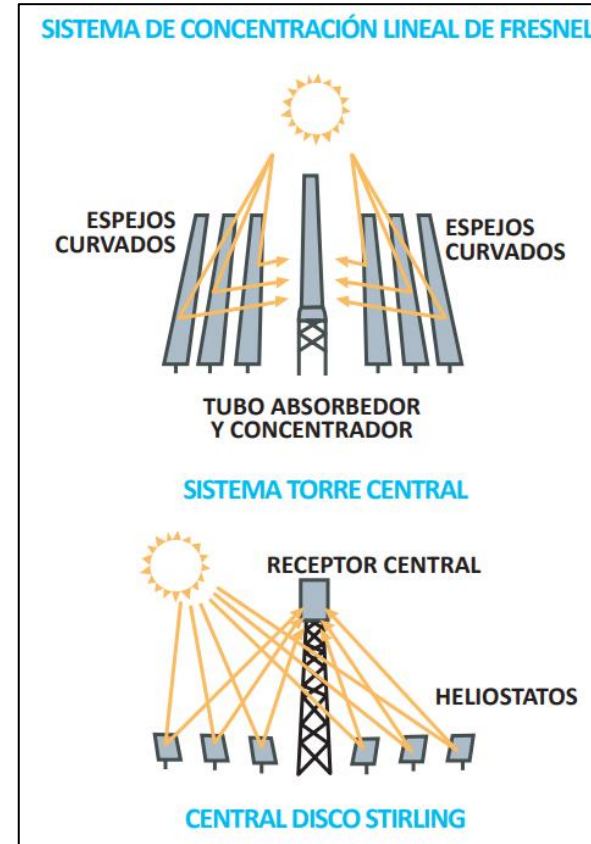 SISTEMA DE CONCENTRACIÓN LINEAL DE FRESNEL
ESPEJOS
CURVADOS
ESPEJOS
CURVADOS
TUBO ABSORBEDOR
Y CONCENTRADOR
SISTEMA TORRE CENTRAL
RECEPTOR CENTRAL
HELIOSTATOS
CENTRAL DISCO STIRLING